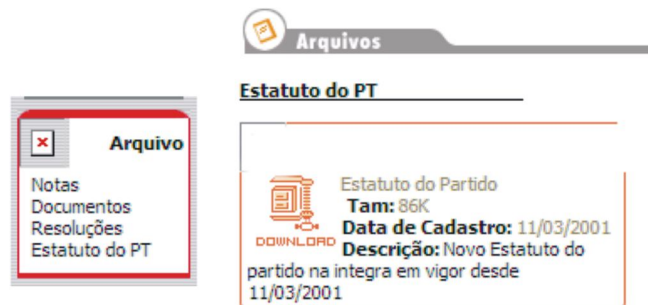 Arquivos
Estatuto do PT
Arquivo
Notas
Documentos
Resoluções
Estatuto do PT
Estatuto do Partido
Tam: 86K
Data de Cadastro: 11/03/2001
DOWNLOAD
Descrição: Novo Estatuto do
partido na integra em vigor desde
11/03/2001